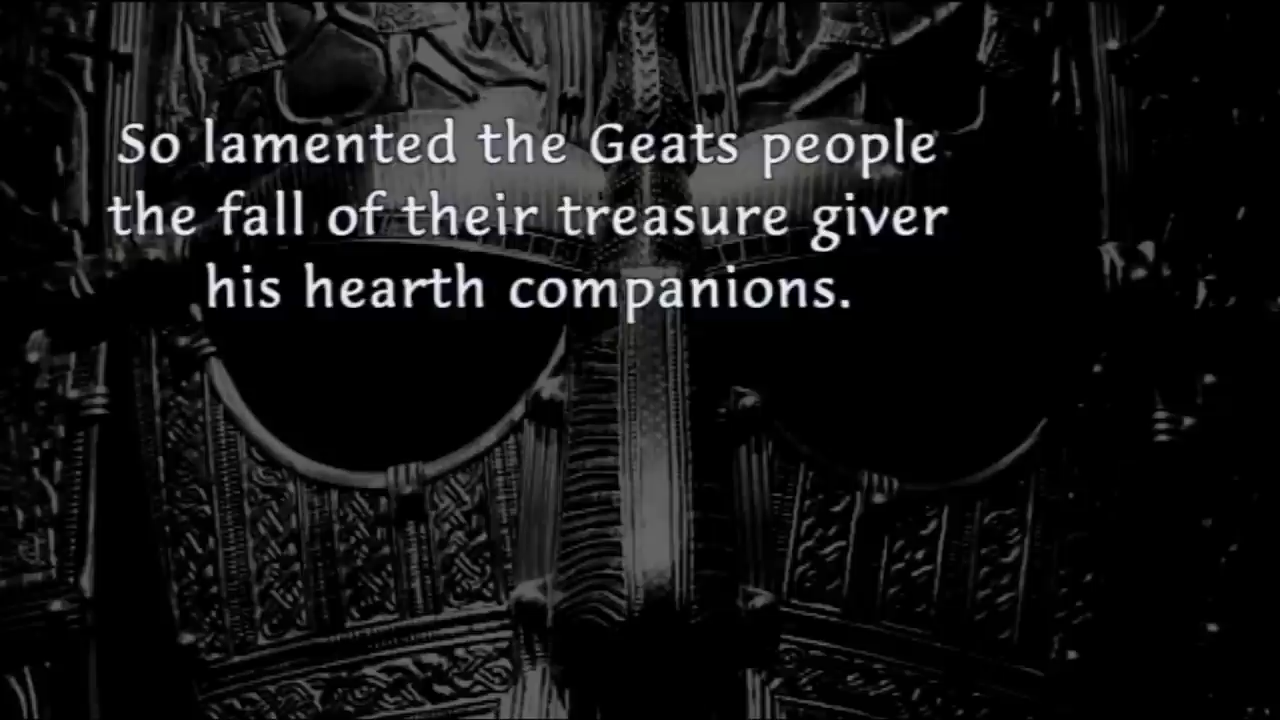 So lamented the Geats people
the fall of their treasure giver
his hearth companions.